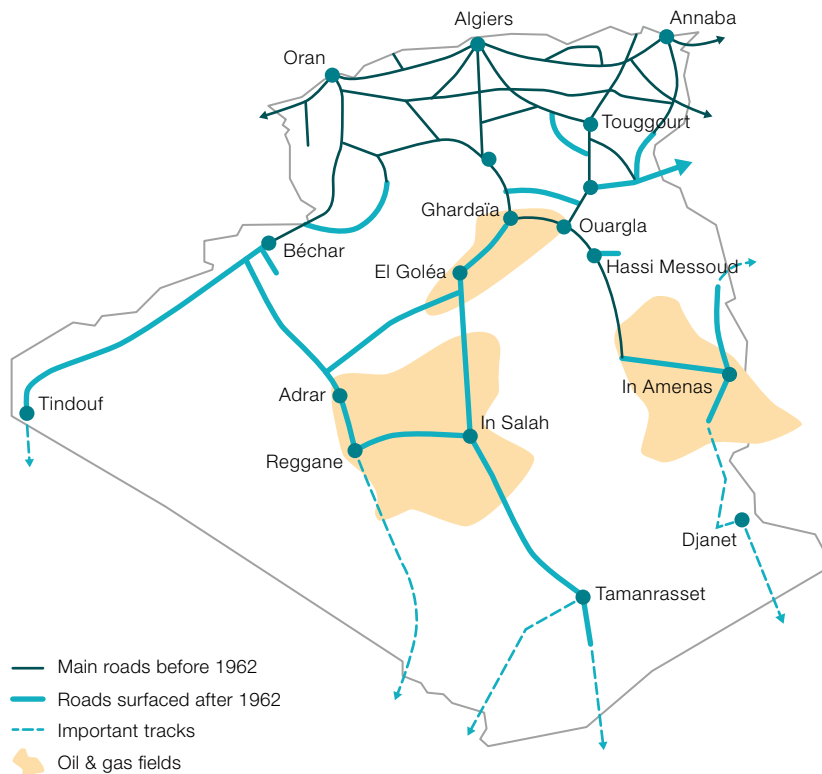 Algiers
Annaba
Oran
Touggourt
Ghardaïa
Ouargla
Béchar
Hassi Messoud
El Goléa
In Amenas
Adrar
Tindouf
In Salah
Reggane
Djanet
Tamanrasset
Main roads before 1962
Roads surfaced after 1962
Important tracks
Oil & gas fields